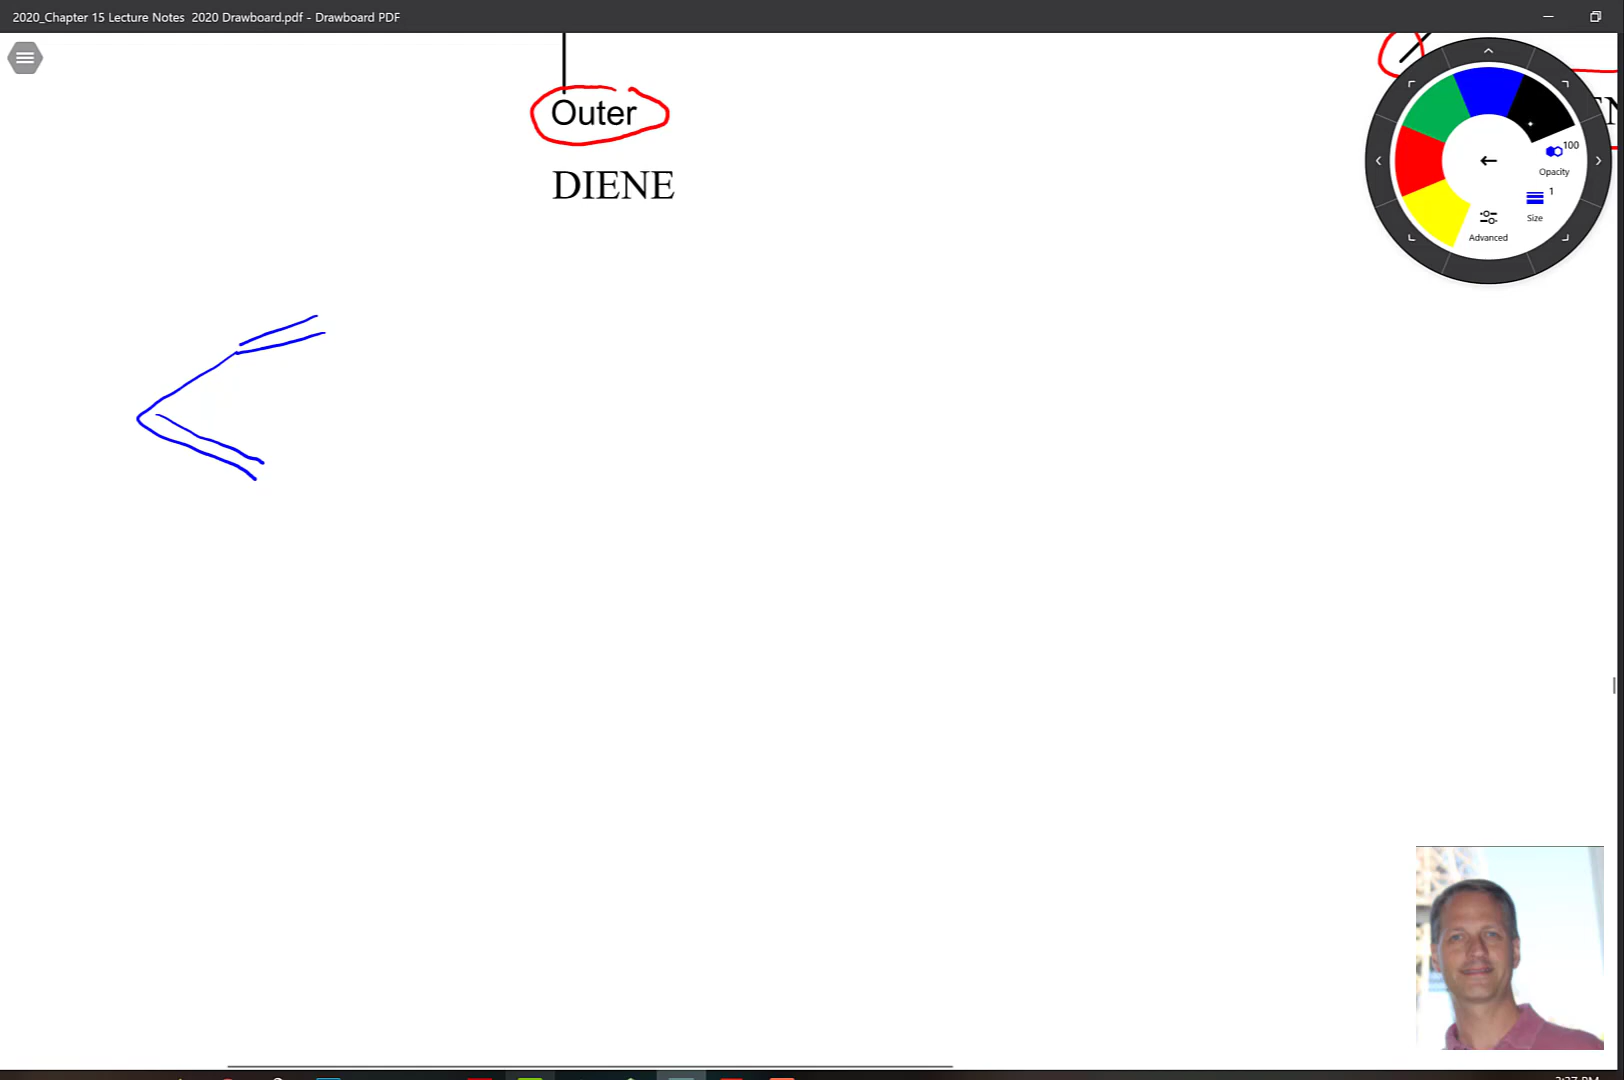 2020_Chapter 15 Lecture Notes 2020 Drawboard.pdf - Drawboard PDF
Outer
DIENE
100
Opacity
1
Size
Advanced